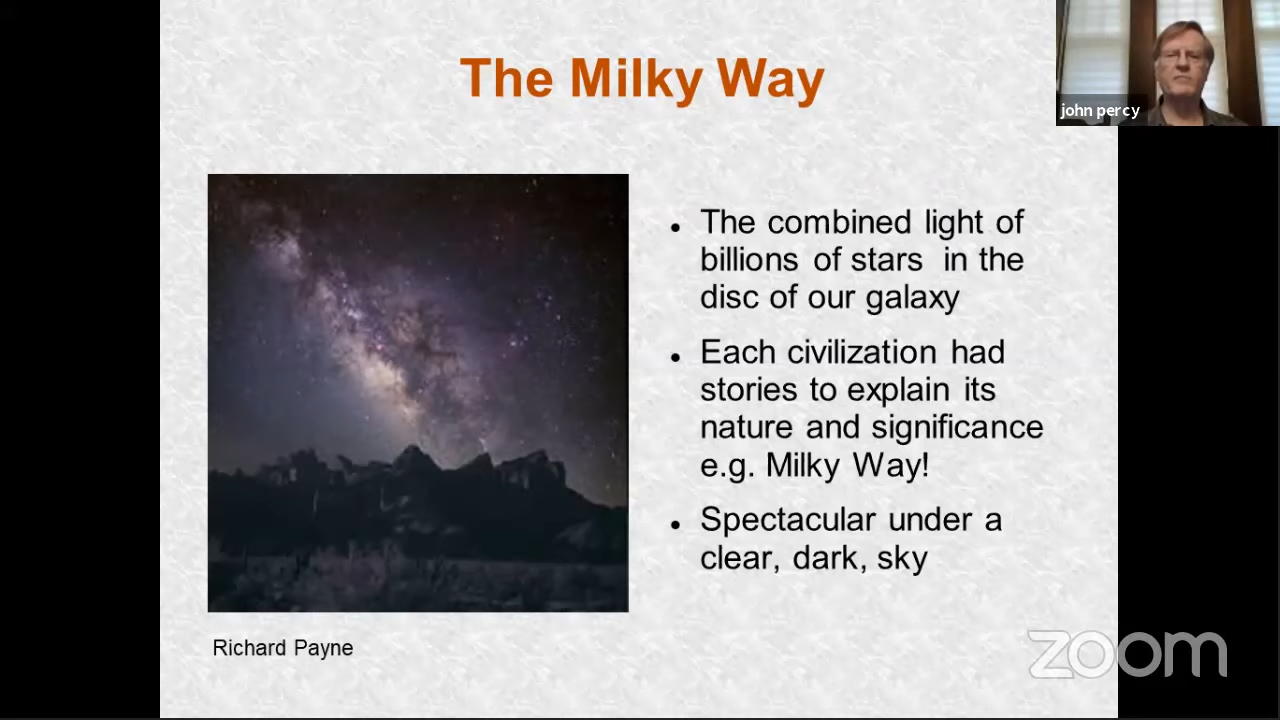 The Milky Way
john percy
The combined light of
billions of stars in the
disc of our galaxy
Each civilization had
stories to explain its
nature and significance
e.g. Milky Way!
Spectacular under a
clear, dark, sky
Richard Payne
zoom